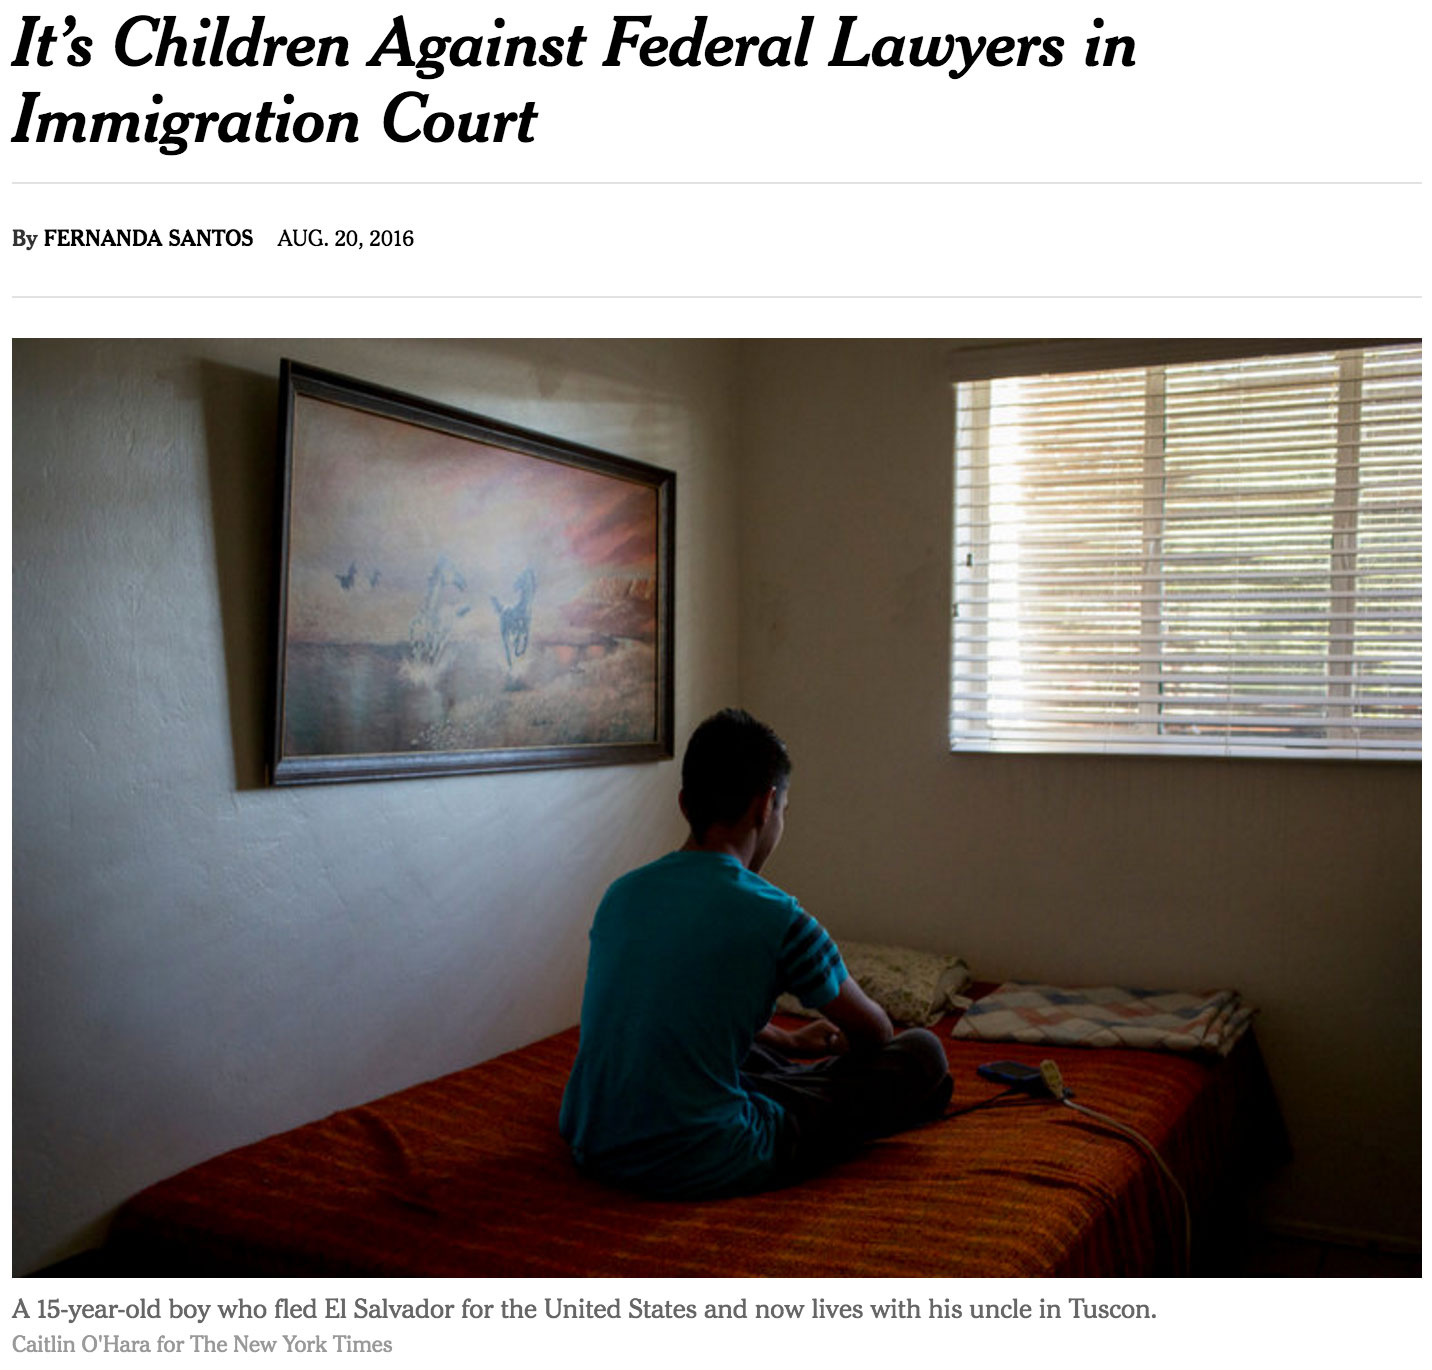 It’s Children Against Federal Lawyers in
Immigration Court
By FERNANDA SANTOS AUG. 20, 2016
A 15-year-old boy who fled El Salvador for the United States and now lives with his uncle in Tuscon.
Caitlin O'Hara for The New York Times